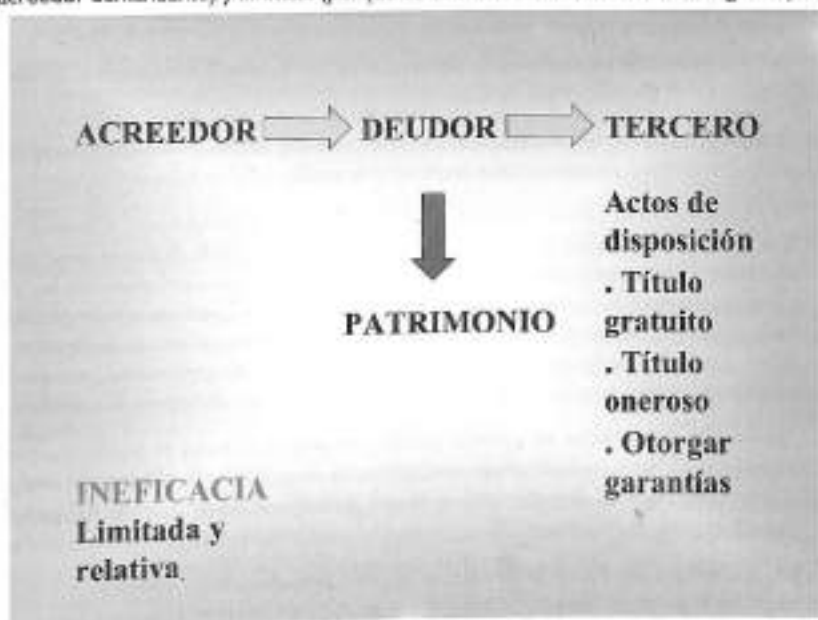 ACREEDOR DEUDOR TERCERO
Actos de
disposición
. Título
gratuito
. Título
oneroso
. Otorgar
garantías
PATRIMONIO
INEFICACIA
Limitada y
relativa